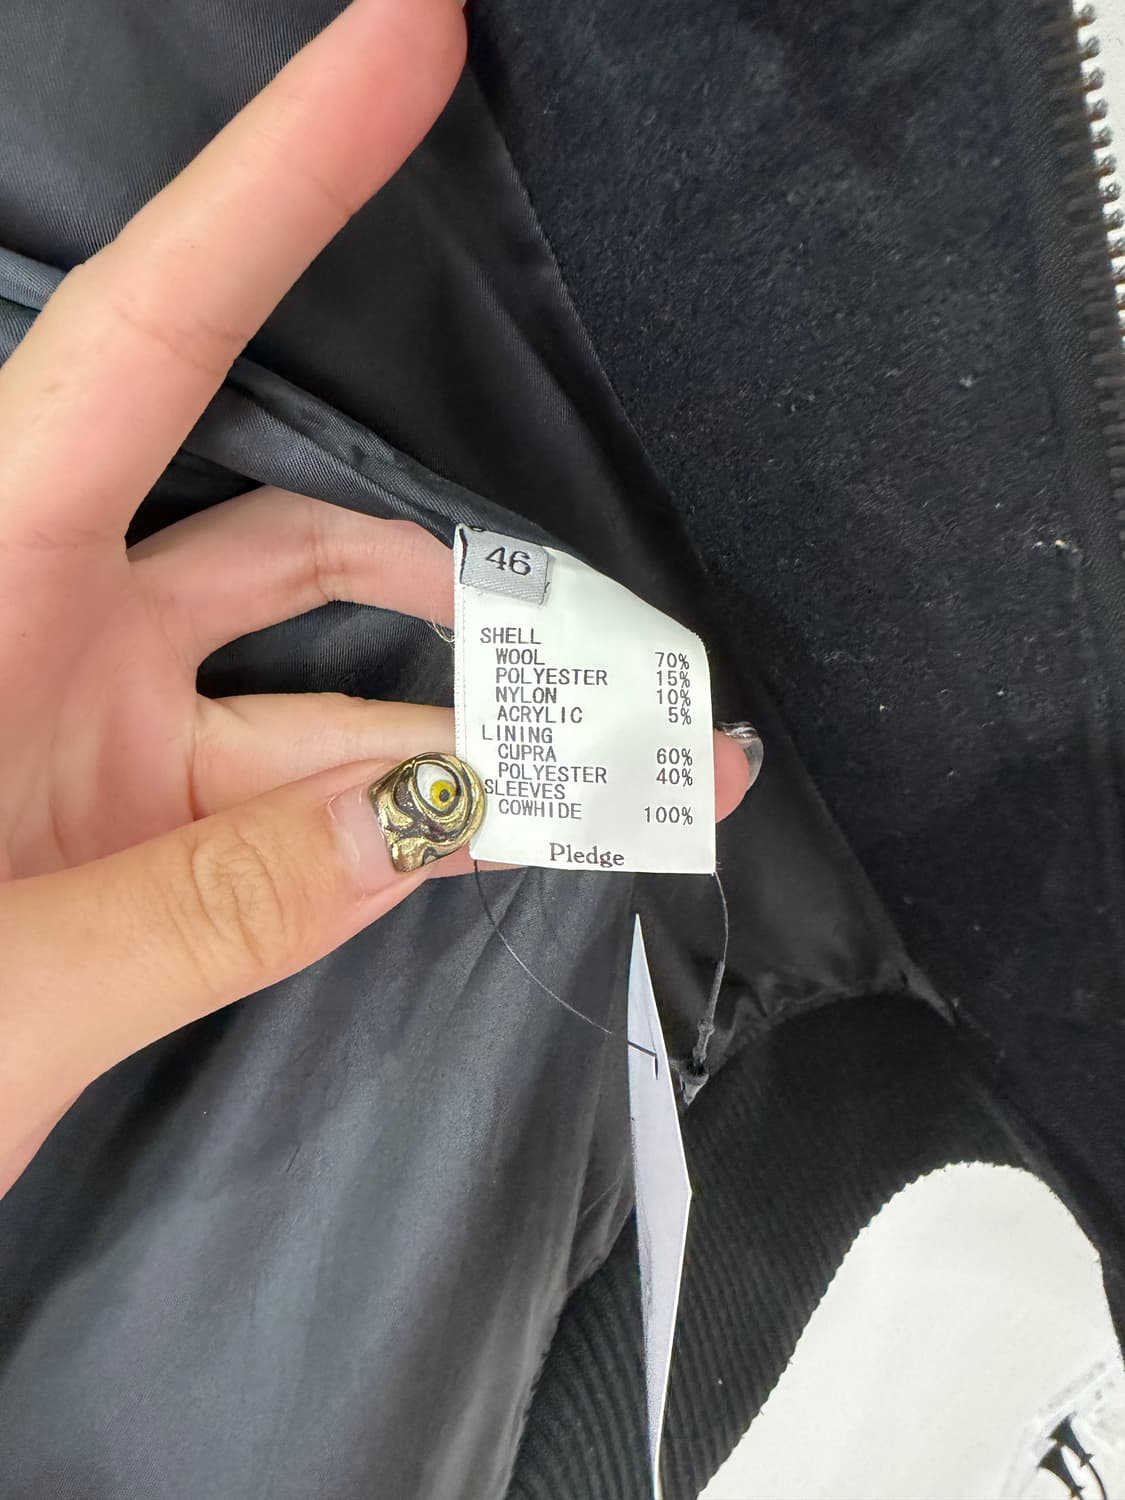 46
SHELL
WOOL 70%
POLYESTER 15%
NYLON 10%
ACRYLIC 5%
LINING
CUPRA 60%
POLYESTER 40%
SLEEVES
COWHIDE 100%
Pledge